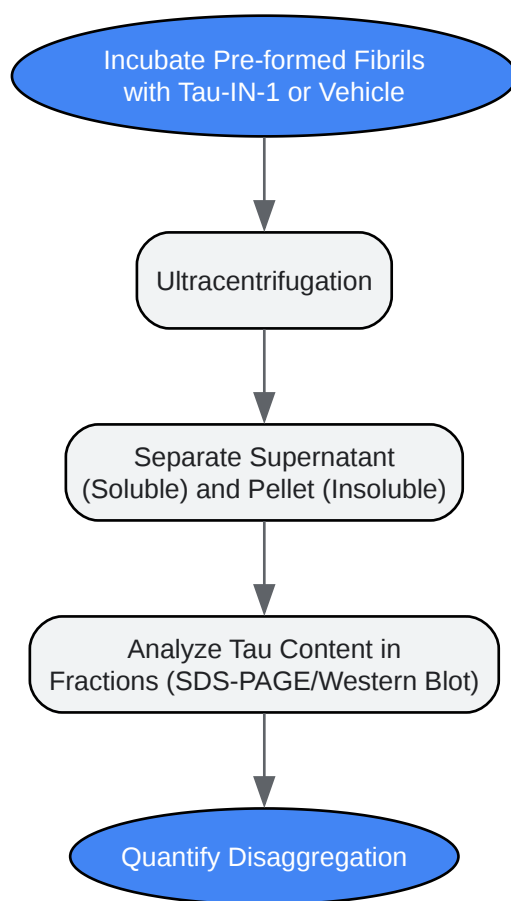 Incubate Pre-formed Fibrils
with Tau-IN-1 or Vehicle
Ultracentrifugation
Separate Supernatant
(Soluble) and Pellet (Insoluble)
Analyze Tau Content in
Fractions (SDS-PAGE/Western Blot)
Quantify Disaggregation